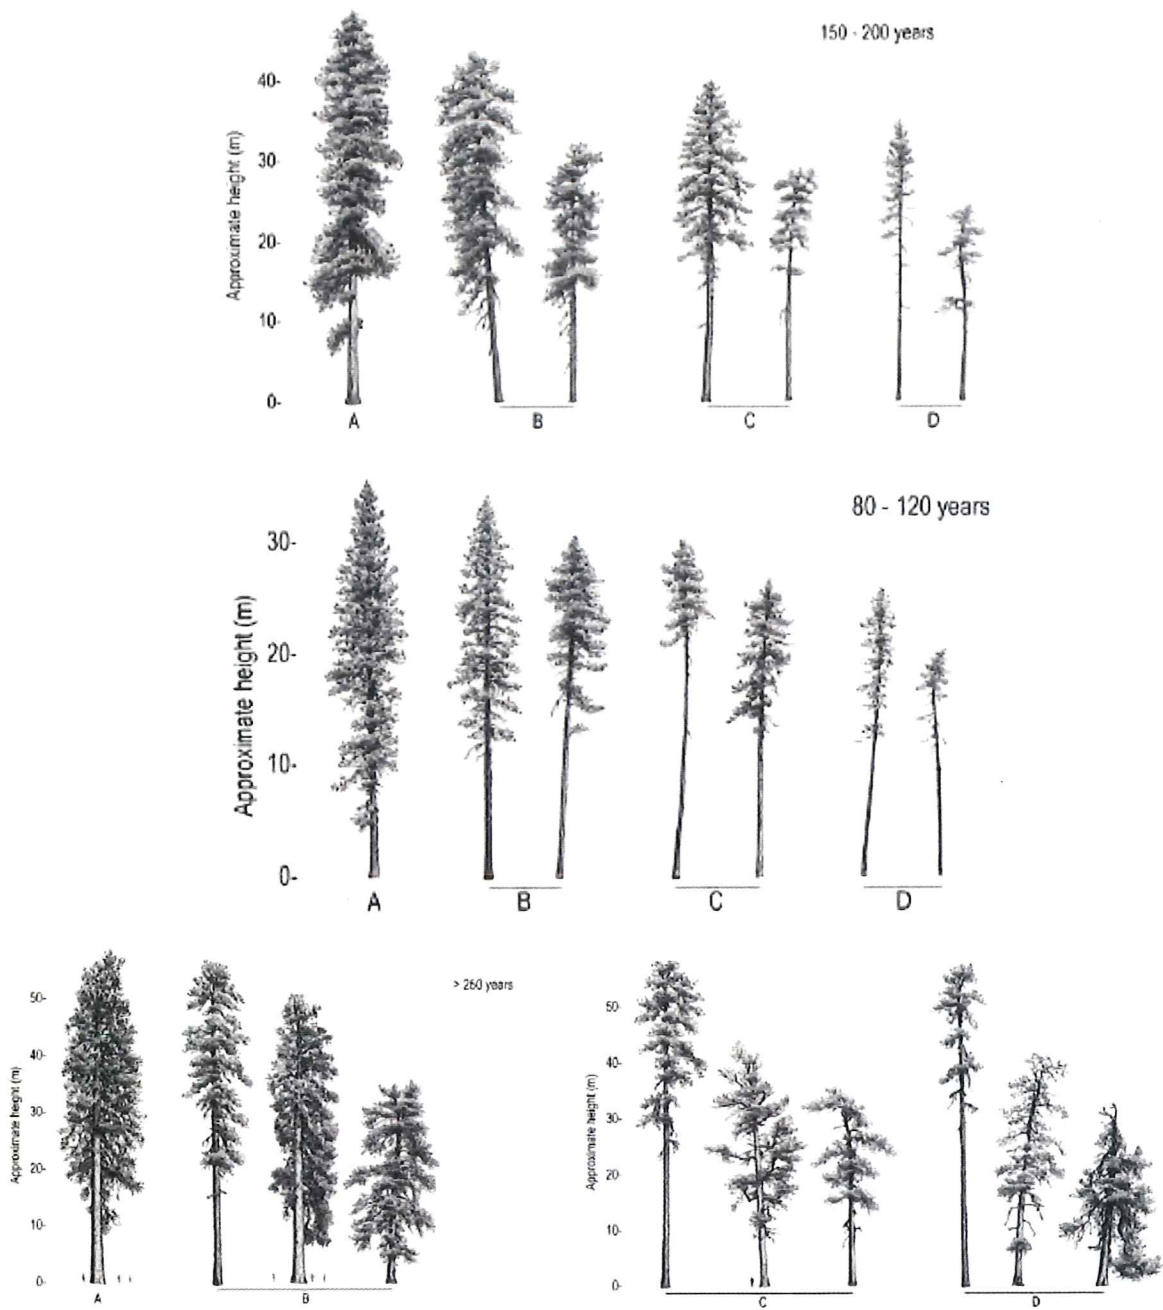 150 - 200 years
Approximate height (m)
40-
30-
20-
10-
0-
A
B
C
D
80 - 120 years
Approximate height (m)
30-
20-
10-
0-
A
B
C
D
> 260 years
Approximate height (m)
50-
40-
30-
20-
10-
0-
A
B
Approximate height (m)
50-
40-
30-
20-
10-
0-
C
D